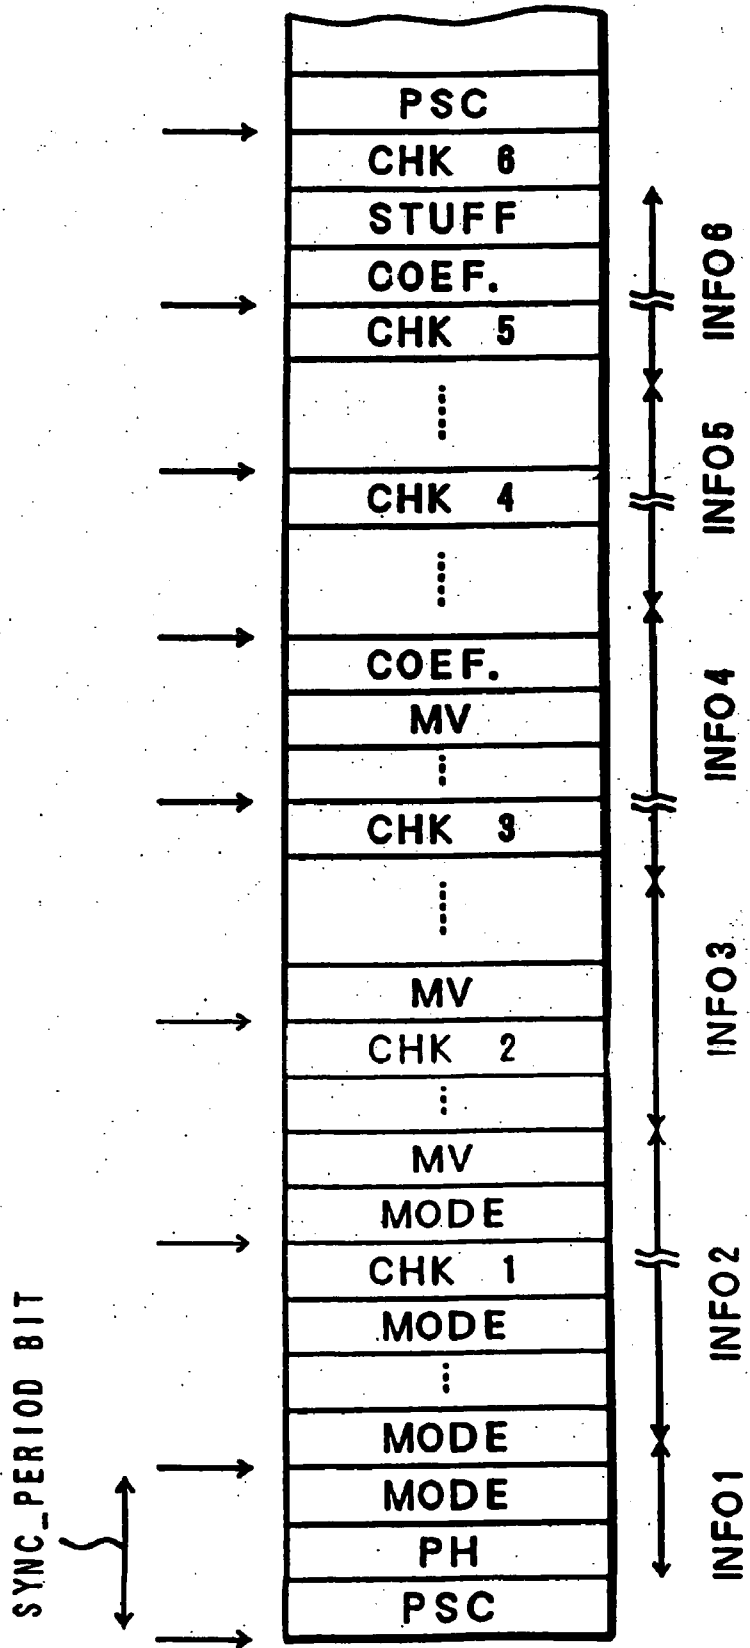 PSC
CHK 6
STUFF
COEF.
CHK 5
CHK 4
COEF.
MV
CHK 3
MV
CHK 2
MV
MODE
CHK 1
MODE
MODE
MODE
PH
PSC
INFO6
INFO5
INFO4
INFO3
INFO2
INFO1
SYNC_PERIOD BIT